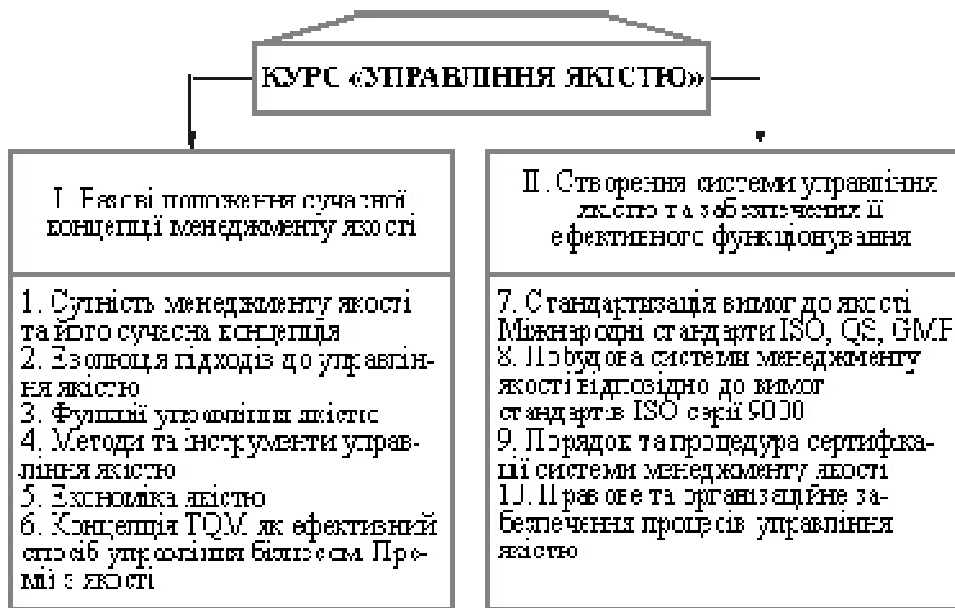 КУРС «УПРАВЛІННЯ ЯКІСТЮ»
І. Базові положення сучасної
концепції менеджменту якості
1. Сутність менеджменту якості
та його сучасна концепція
2. Еволюція підходів до управлін-
ня якістю
3. Функції управління якістю
4. Методи та інструменти управ-
ління якістю
5. Економіка якістю
6. Концепція TQM як ефективний
спосіб управління бізнесом. Пре-
мії з якості
ІІ. Створення системи управління
якістю та забезпечення її
ефективного функціонування
7. Стандартизація вимог до якості
Міжнародні стандарти ISO, QS, GMP
8. Побудова системи менеджменту
якості відповідно до вимог
стандартів ISO серії 9000
9. Порядок та процедура сертифіка-
ції системи менеджменту якості
10. Правове та організаційне за-
безпечення процесів управління
якістю